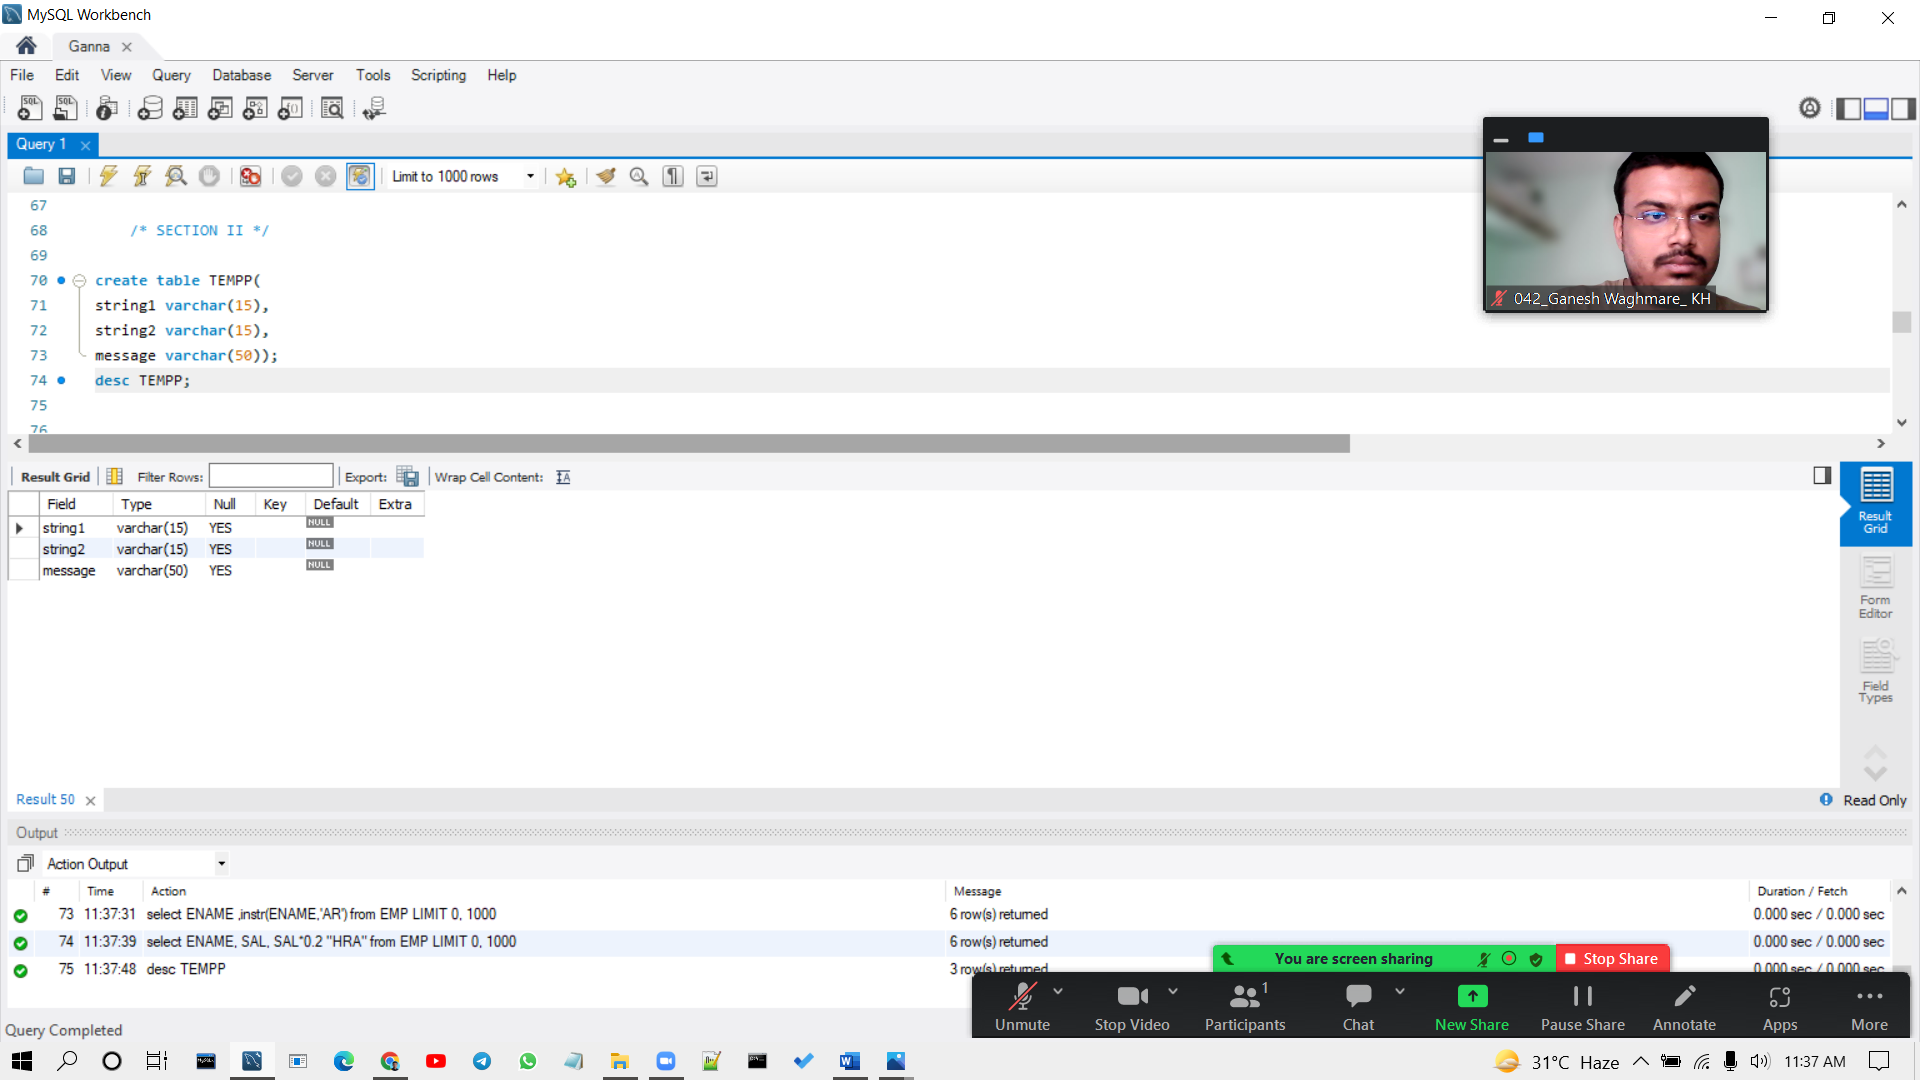 MySQL Workbench
Ganna
File Edit View Query Database Server Tools Scripting Help
Query 1
Limit to 1000 rows
67
68 /* SECTION II */
69
70 create table TEMPP(
71 string1 varchar(15),
72 string2 varchar(15),
73 message varchar(50));
74 desc TEMPP;
75
76
042_Ganesh Waghmare_ KH
Result Grid Filter Rows: Export: Wrap Cell Content:
Field Type Null Key Default Extra
string1 varchar(15) YES NULL
string2 varchar(15) YES NULL
message varchar(50) YES NULL
Result Grid
Form Editor
Field Types
Result 50
Read Only
Output
Action Output
# Time Action Message Duration / Fetch
73 11:37:31 select ENAME ,instr(ENAME,'AR') from EMP LIMIT 0, 1000 6 row(s) returned 0.000 sec / 0.000 sec
74 11:37:39 select ENAME, SAL, SAL*0.2 "HRA" from EMP LIMIT 0, 1000 6 row(s) returned 0.000 sec / 0.000 sec
75 11:37:48 desc TEMPP 3 row(s) returned 0.000 sec / 0.000 sec
You are screen sharing Stop Share
1
Unmute Stop Video Participants Chat New Share Pause Share Annotate Apps More
Query Completed
31°C Haze 11:37 AM